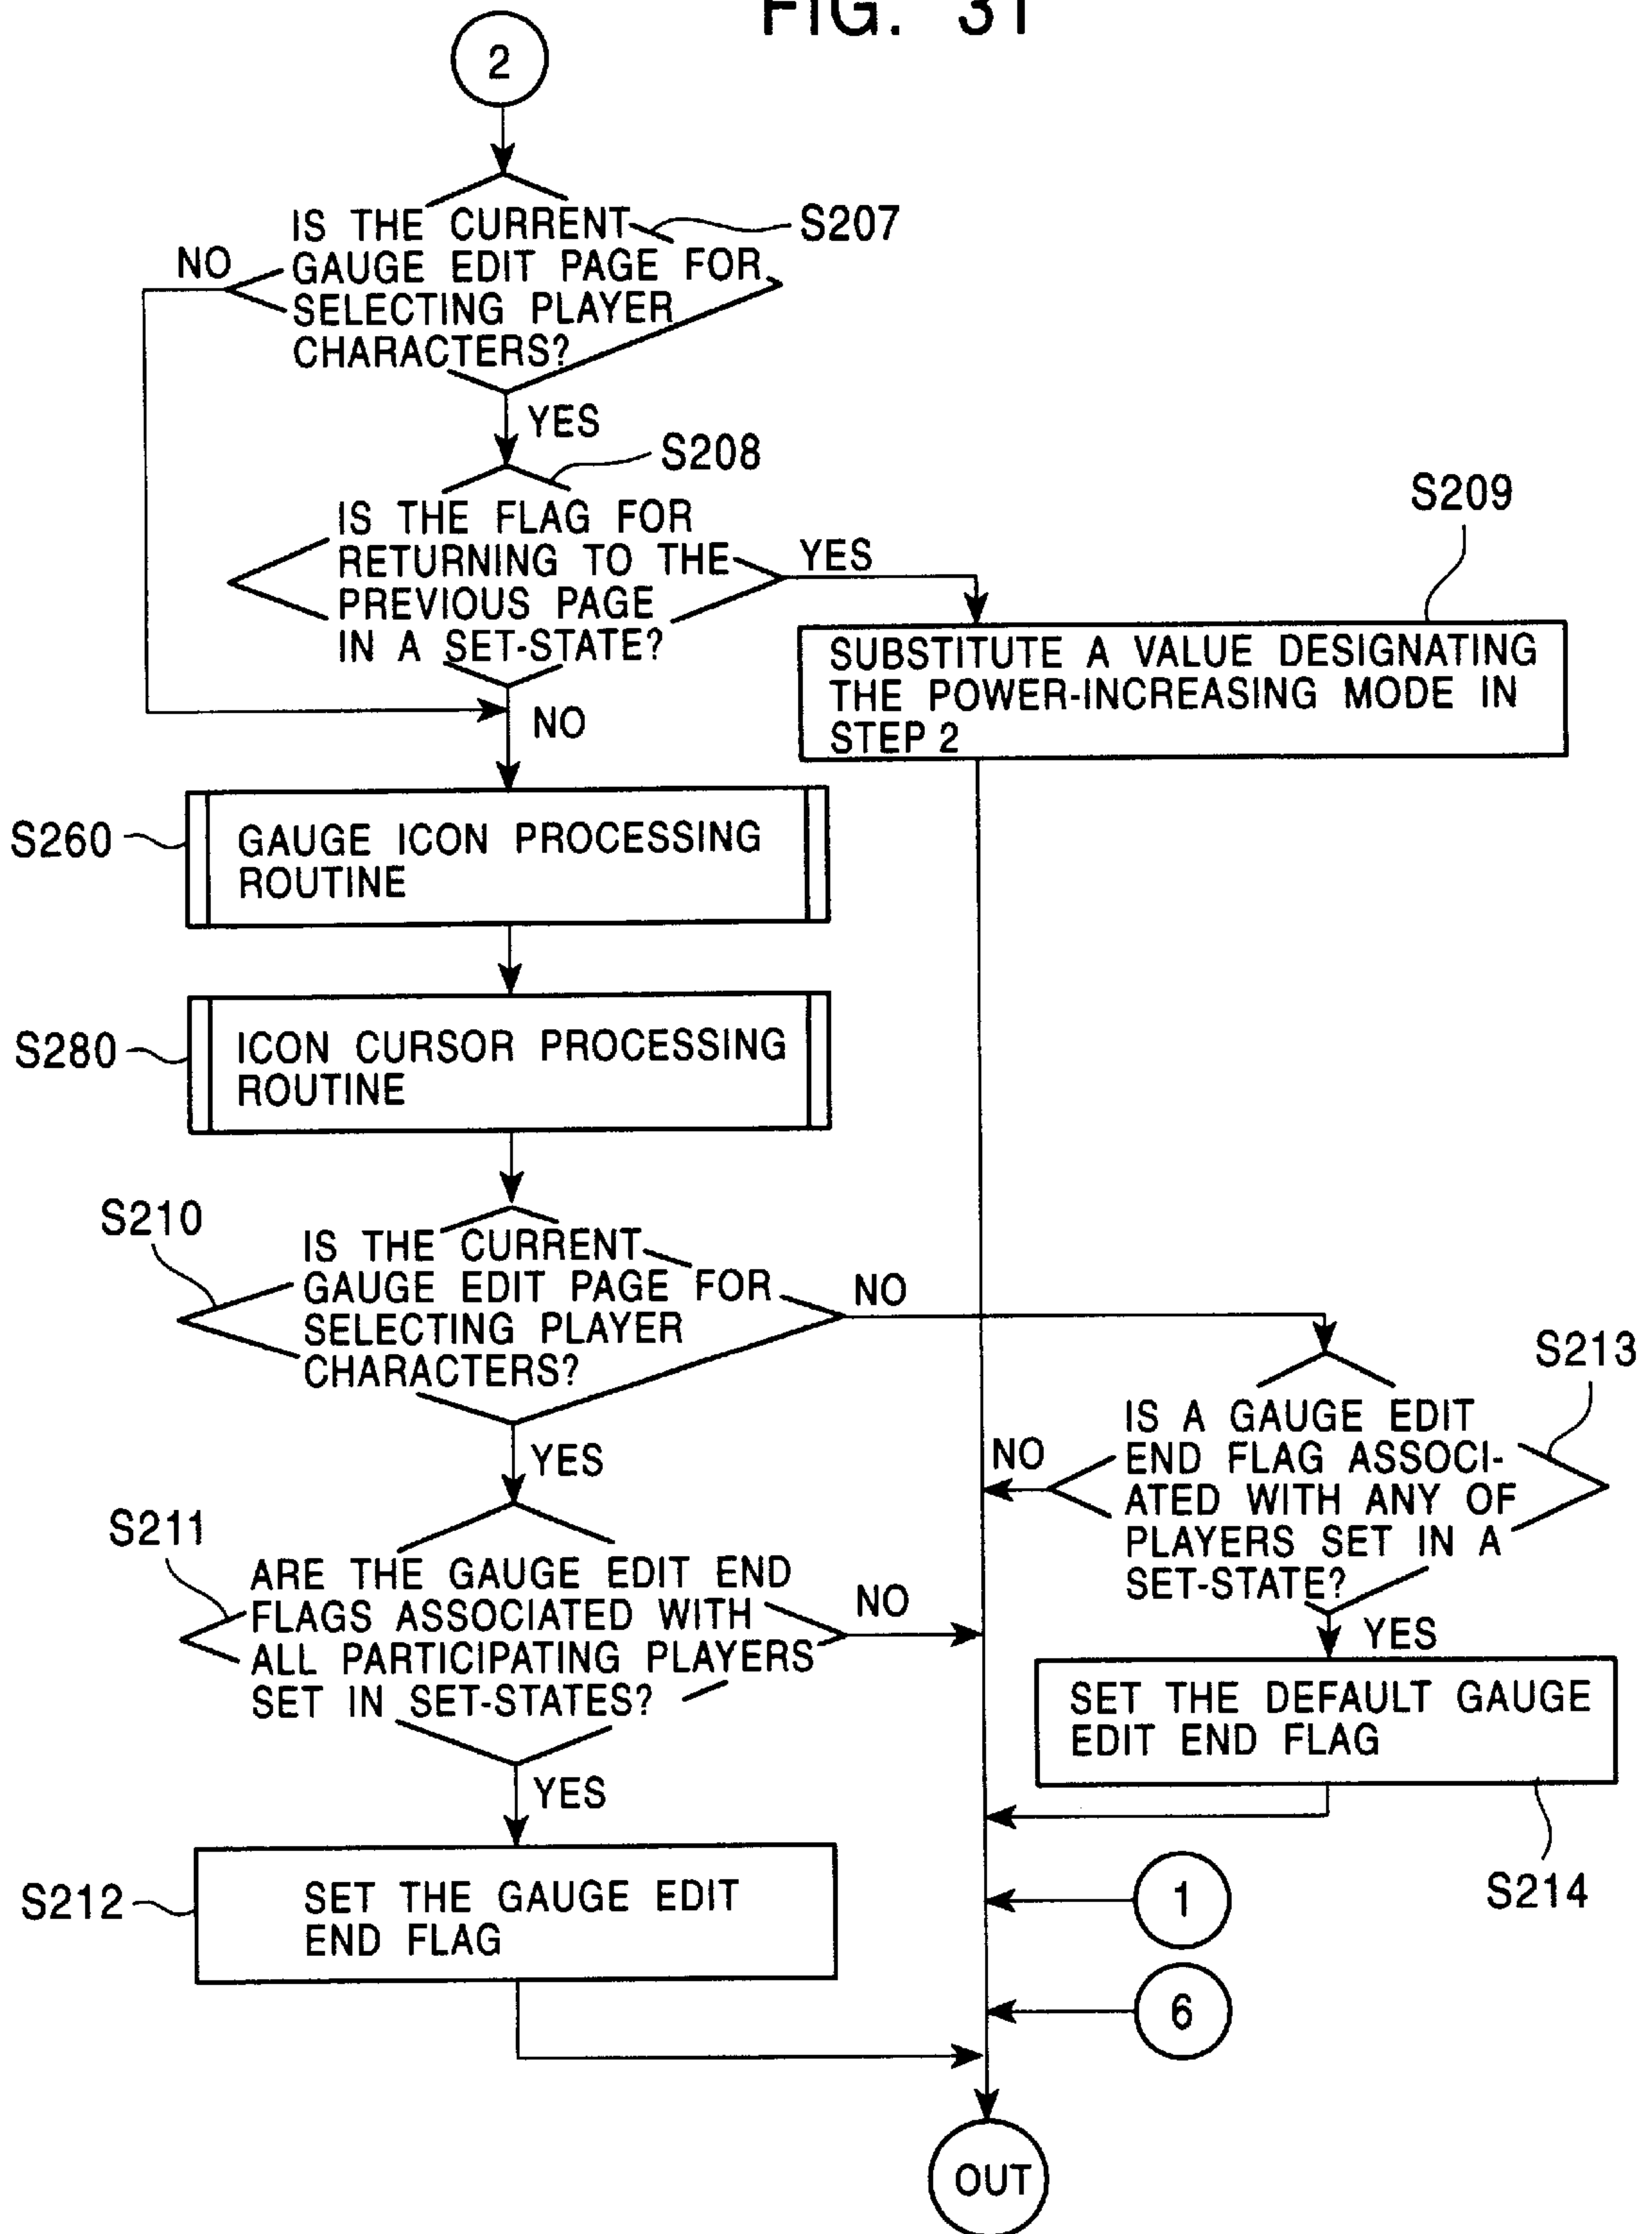 FIG. 31
2
IS THE CURRENT
GAUGE EDIT PAGE FOR
SELECTING PLAYER
CHARACTERS?
S207
NO
YES
S208
IS THE FLAG FOR
RETURNING TO THE
PREVIOUS PAGE
IN A SET-STATE?
YES
NO
S209
SUBSTITUTE A VALUE DESIGNATING
THE POWER-INCREASING MODE IN
STEP 2
S260
GAUGE ICON PROCESSING
ROUTINE
S280
ICON CURSOR PROCESSING
ROUTINE
S210
IS THE CURRENT
GAUGE EDIT PAGE FOR
SELECTING PLAYER
CHARACTERS?
NO
YES
S213
IS A GAUGE EDIT
END FLAG ASSOCI-
ATED WITH ANY OF
PLAYERS SET IN A
SET-STATE?
NO
YES
S211
ARE THE GAUGE EDIT END
FLAGS ASSOCIATED WITH
ALL PARTICIPATING PLAYERS
SET IN SET-STATES?
NO
YES
SET THE DEFAULT GAUGE
EDIT END FLAG
S214
S212
SET THE GAUGE EDIT
END FLAG
1
6
OUT